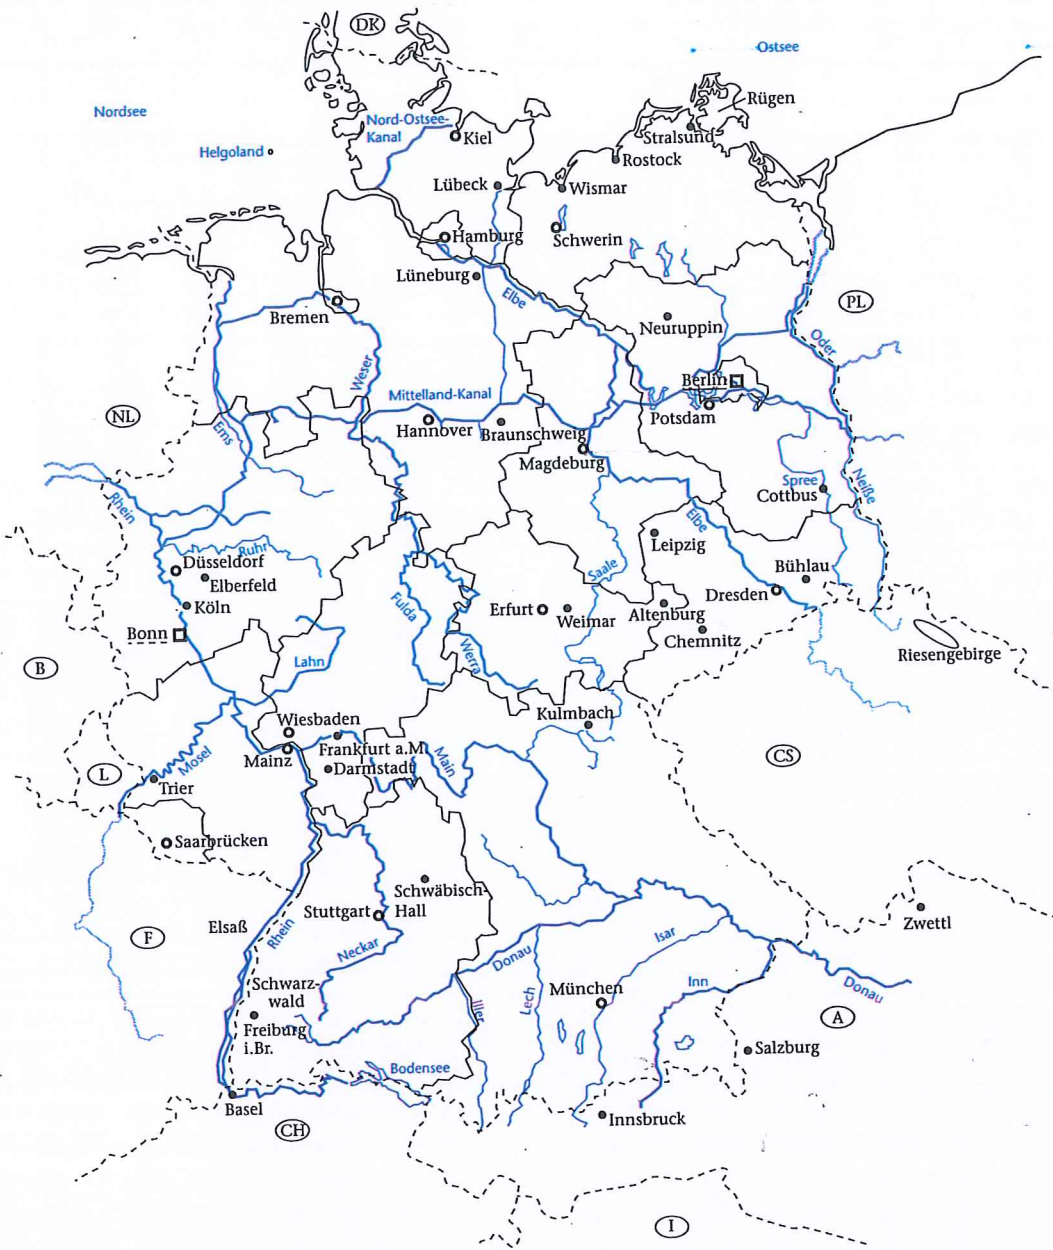 DK
Ostsee
Nordsee
Rügen
Nord-Ostsee-
Kanal
Kiel
Stralsund
Helgoland
Rostock
Lübeck
Wismar
Hamburg
Schwerin
Lüneburg
Elbe
PL
Bremen
Neuruppin
Oder
Weser
Berlin
Mittelland-Kanal
NL
Potsdam
Ems
Hannover
Braunschweig
Magdeburg
Spree
Neiße
Cottbus
Rhein
Elbe
Leipzig
Ruhr
Düsseldorf
Bühlau
Saale
Elberfeld
Dresden
Köln
Fulda
Erfurt
Weimar
Altenburg
Bonn
Chemnitz
Riesengebirge
Werra
Lahn
B
Kulmbach
Wiesbaden
Frankfurt a.M.
Mainz
Main
Mosel
CS
Darmstadt
L
Trier
Saarbrücken
Schwäbisch-
Hall
Stuttgart
Elsaß
Zwettl
Rhein
F
Isar
Neckar
Donau
Schwarz-
wald
Inn
München
Donau
Lech
Iller
A
Freiburg
i.Br.
Salzburg
Bodensee
Basel
Innsbruck
CH
I